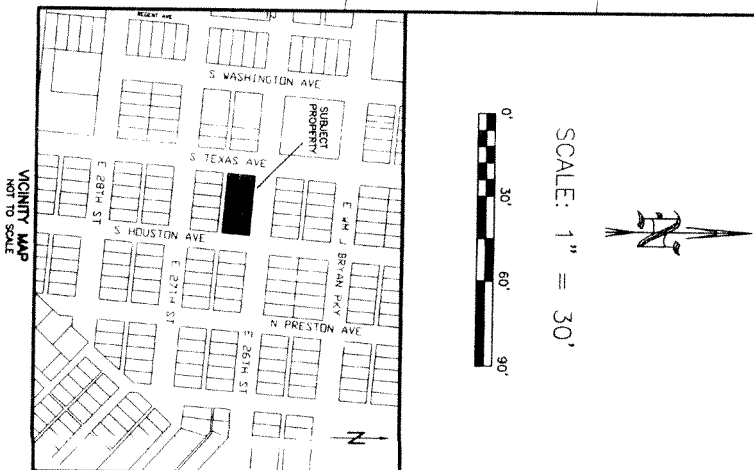 REGENT AVE
N
S WASHINGTON AVE
SUBJECT
PROPERTY
S TEXAS AVE
E 28TH ST
S HOUSTON AVE
E WM J BRYAN PKY
E 27TH ST
N PRESTON AVE
E 26TH ST
N
VICINITY MAP
NOT TO SCALE
N
SCALE: 1" = 30'
0'
30'
60'
90'